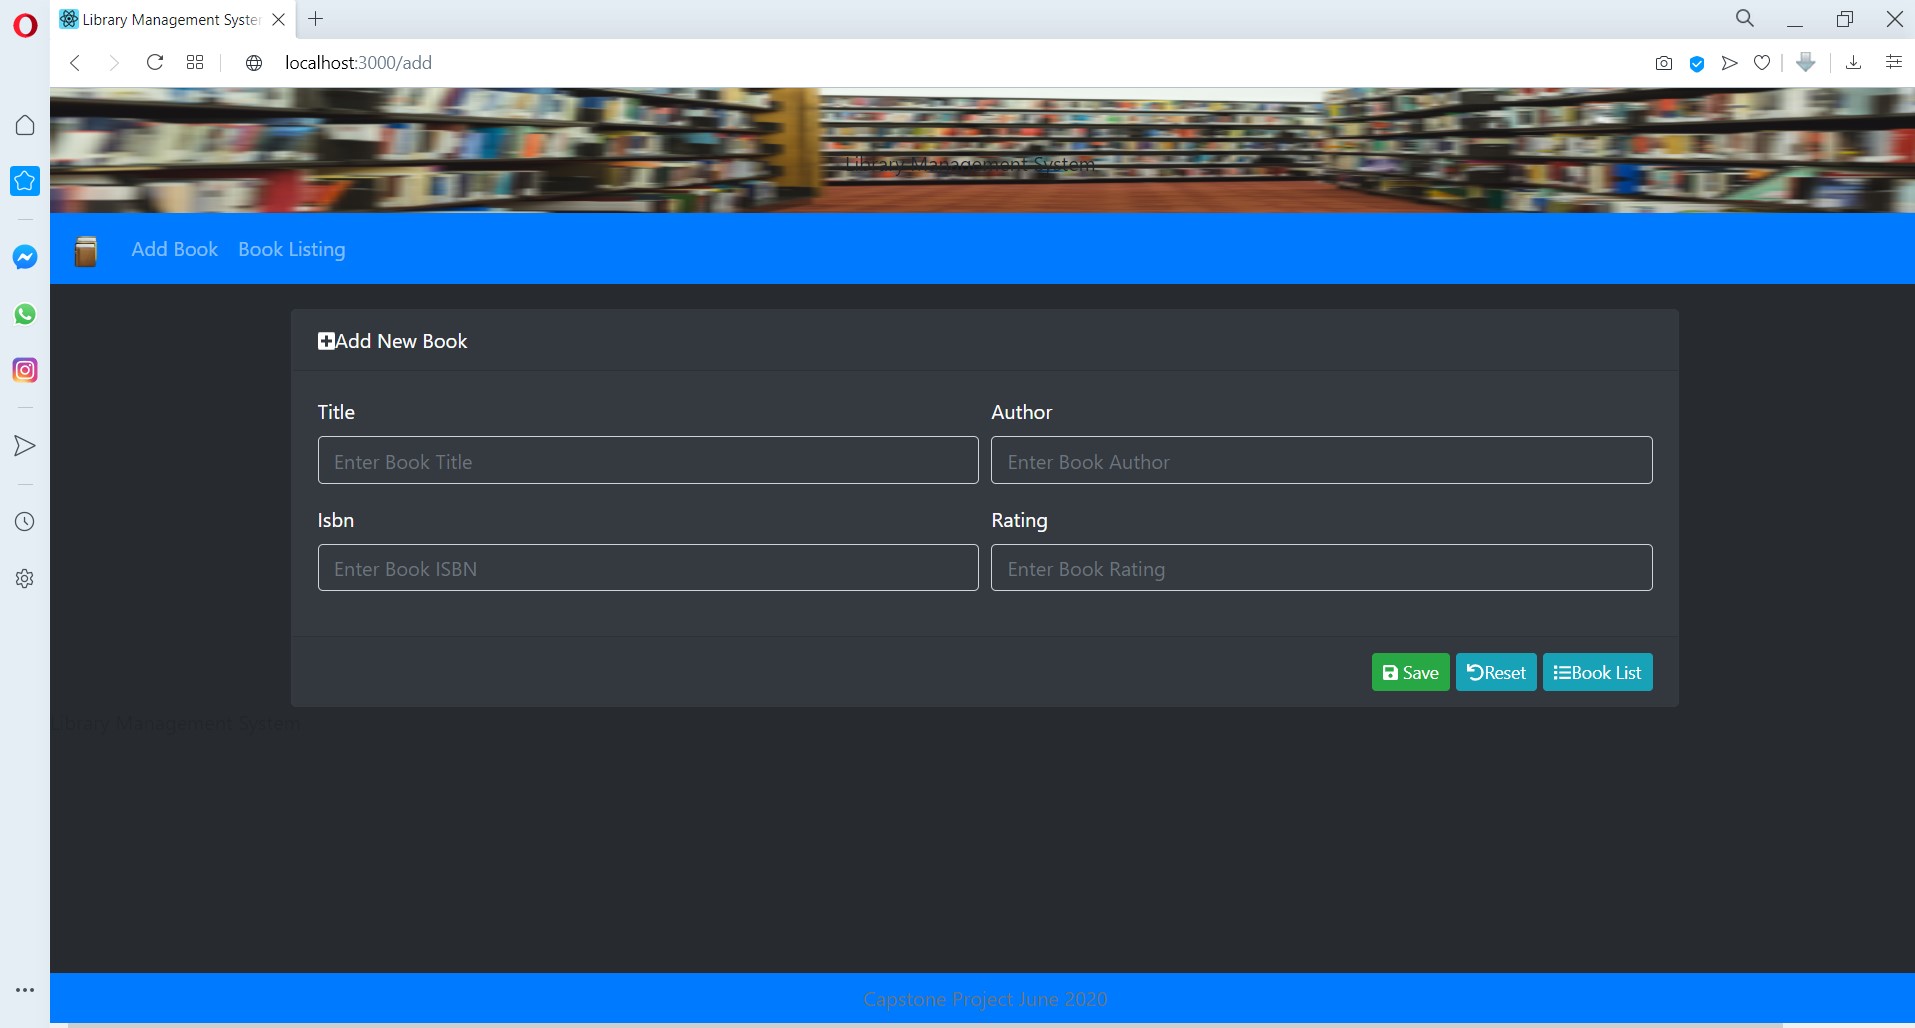 Library Management Syste
localhost:3000/add
Library Management System
Add Book Book Listing
Add New Book
Title Author
Enter Book Title Enter Book Author
Isbn Rating
Enter Book ISBN Enter Book Rating
Save Reset Book List
Library Management System
Capstone Project June 2020